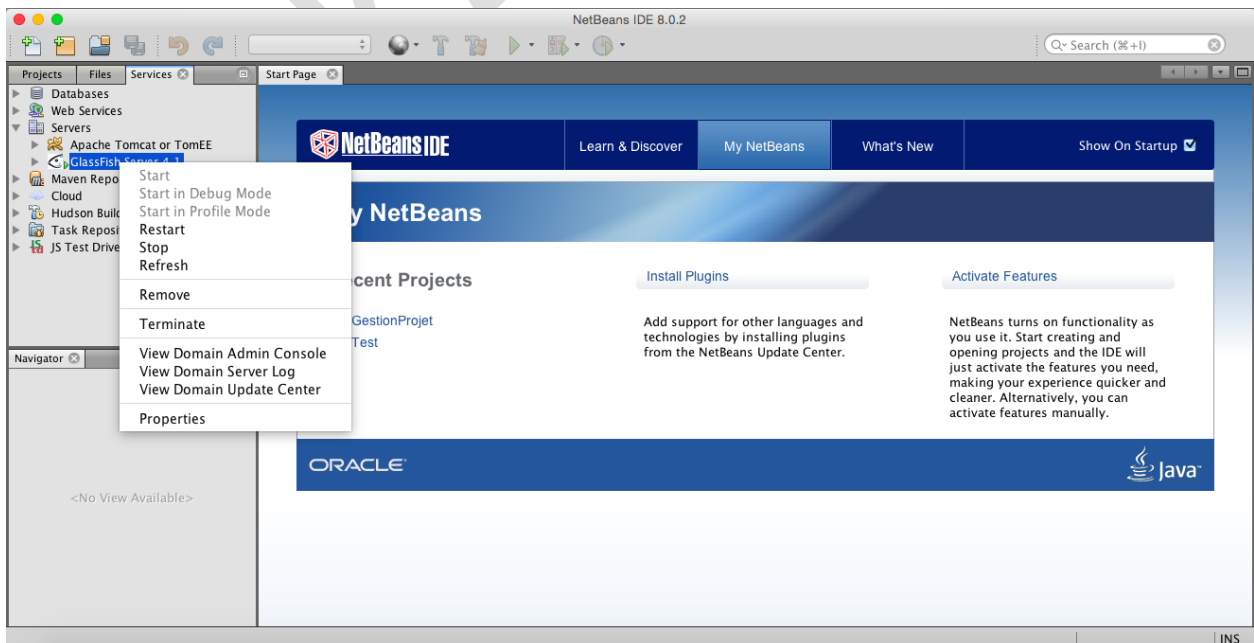 NetBeans IDE 8.0.2
Search (⌘+I)
Projects Files Services Start Page
Databases
Web Services
Servers
Apache Tomcat or TomEE
GlassFish Server 4.1
Maven Repo
Cloud
Hudson Build
Task Reposi
JS Test Drive
Start
Start in Debug Mode
Start in Profile Mode
Restart
Stop
Refresh
Remove
Terminate
View Domain Admin Console
View Domain Server Log
View Domain Update Center
Properties
Navigator
<No View Available>
NetBeans IDE
Learn & Discover My NetBeans What's New Show On Startup
y NetBeans
cent Projects
GestionProjet
Test
Install Plugins
Add support for other languages and
technologies by installing plugins
from the NetBeans Update Center.
Activate Features
NetBeans turns on functionality as
you use it. Start creating and
opening projects and the IDE will
just activate the features you need,
making your experience quicker and
cleaner. Alternatively, you can
activate features manually.
ORACLE
Java
INS